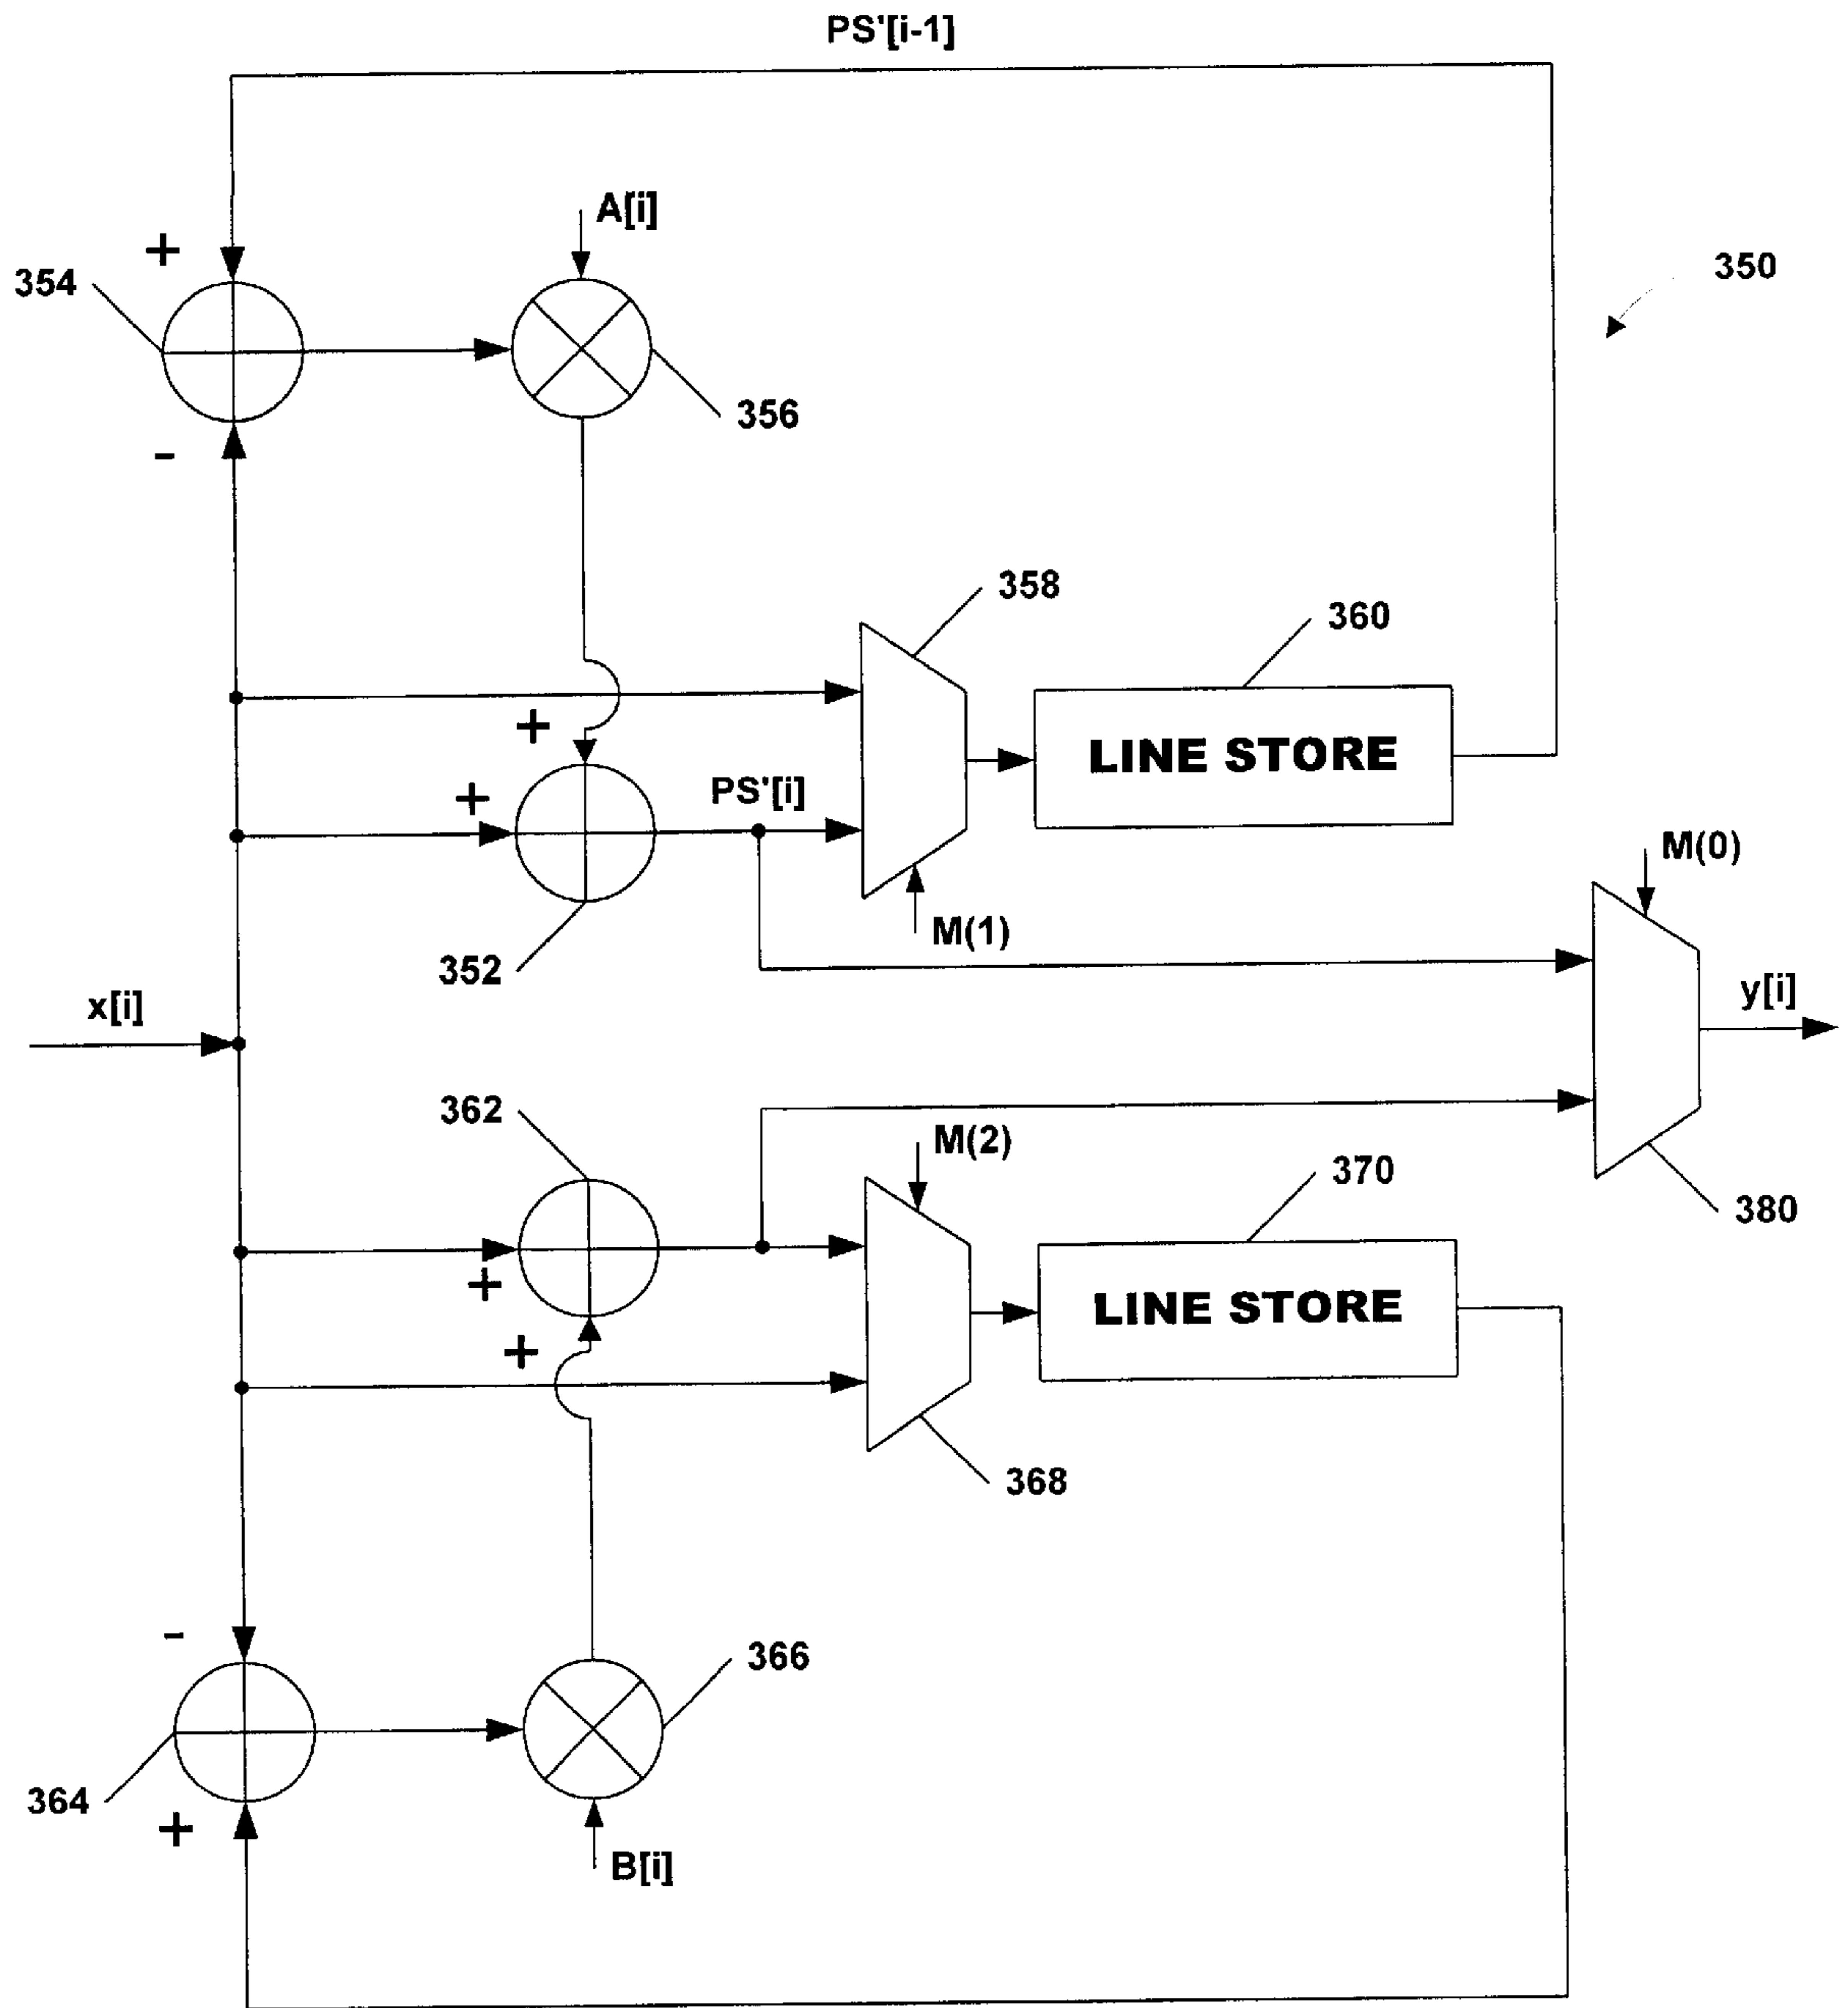 PS'[i-1]
A[i]
+
354
350
-
356
358
360
+
LINE STORE
+
PS'[i]
M(0)
M(1)
352
x[i]
y[i]
362
M(2)
370
380
+
LINE STORE
+
368
-
366
364
+
B[i]